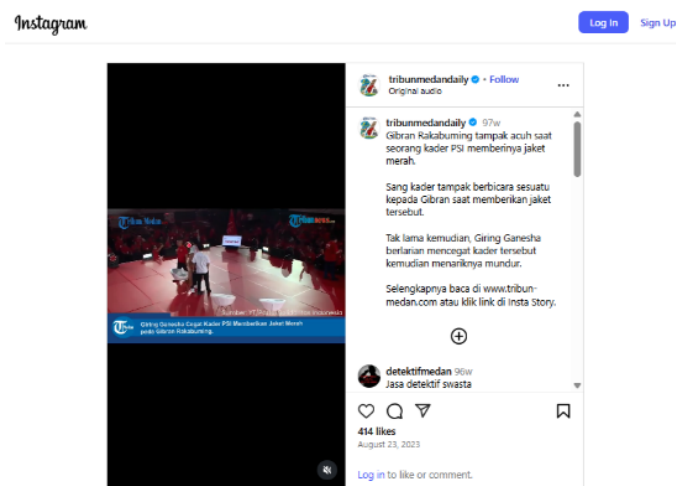 Instagram
Log In
Sign Up
tribunmedandaily • Follow
Original audio
tribunmedandaily 97w
Gibran Rakabuming tampak acuh saat
seorang kader PSI memberinya jaket
merah.
Sang kader tampak berbicara sesuatu
kepada Gibran saat memberikan jaket
tersebut.
Tak lama kemudian, Giring Ganesha
berlarian mencegat kader tersebut
kemudian menariknya mundur.
Selengkapnya baca di www.tribun-
medan.com atau klik link di Insta Story.
detektifmedan 96w
Jasa detektif swasta
414 likes
August 23, 2023
Log in to like or comment.
Tribun Medan
Tribunnews.com
Giring Ganesha Cegat Kader PSI Memberikan Jaket Merah
pada Gibran Rakabuming.